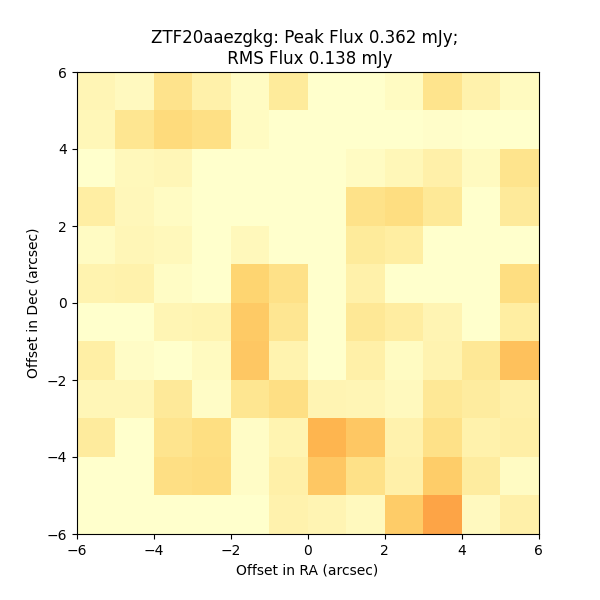 ZTF20aaezgkg: Peak Flux 0.362 mJy;
RMS Flux 0.138 mJy
6
4
2
0
−2
−4
−6
Offset in Dec (arcsec)
−6 −4 −2 0 2 4 6
Offset in RA (arcsec)